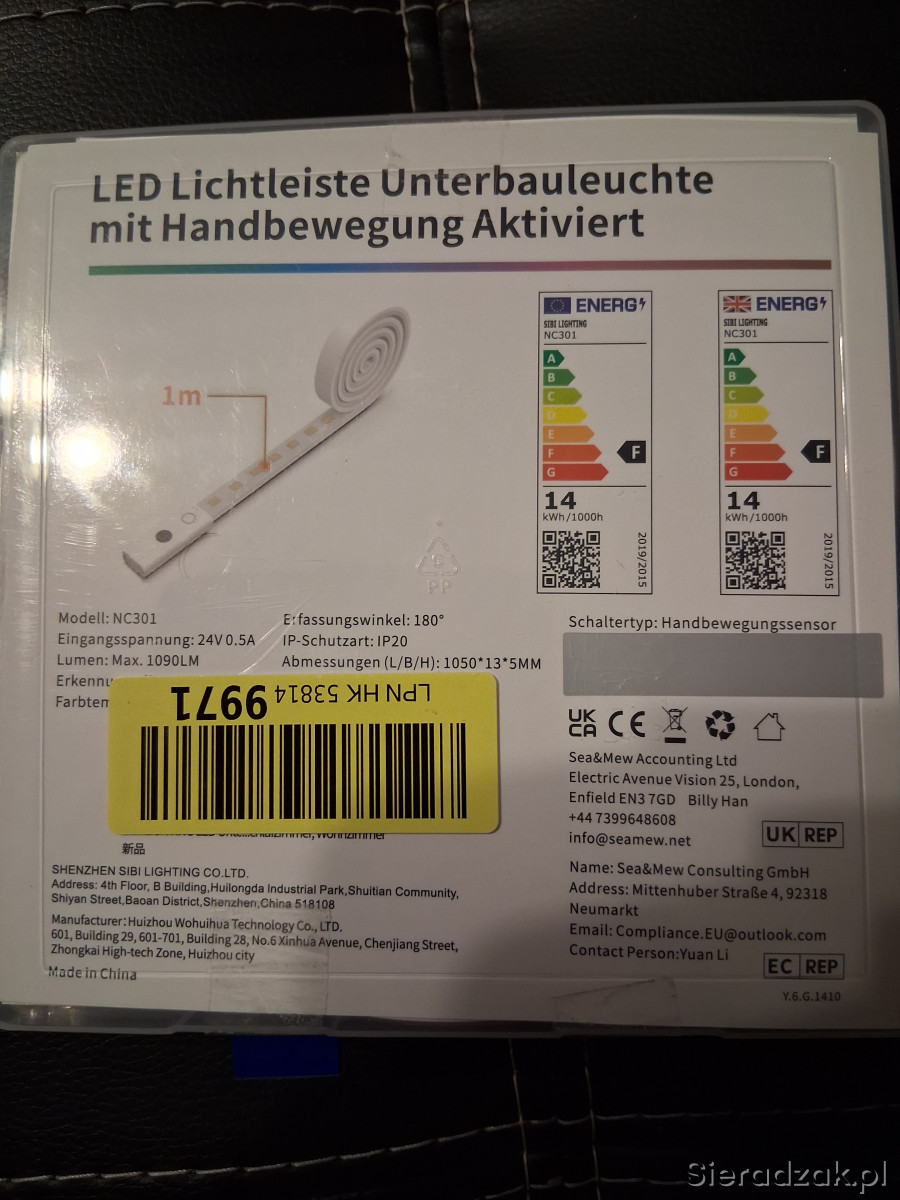 LED Lichtleiste Unterbauleuchte
mit Handbewegung Aktiviert
1m
PP
ENERG
SIBI LIGHTING
NC301
A
B
C
D
E
F
G
F
14
kWh/1000h
2019/2015
ENERG
SIBI LIGHTING
NC301
A
B
C
D
E
F
G
F
14
kWh/1000h
2019/2015
Modell: NC301
Eingangsspannung: 24V 0.5A
Lumen: Max. 1090LM
Erfassungswinkel: 180°
IP-Schutzart: IP20
Abmessungen (L/B/H): 1050*13*5MM
LPN HK 53814 9971
Wohnzimmer
新品
SHENZHEN SIBI LIGHTING CO.LTD.
Address: 4th Floor, B Building,Huilongda Industrial Park,Shuitian Community,
Shiyan Street,Baoan District,Shenzhen,China 518108
Manufacturer: Huizhou Wohuihua Technology Co., LTD.
601, Building 29, 601-701, Building 28, No.6 Xinhua Avenue, Chenjiang Street,
Zhongkai High-tech Zone, Huizhou city
Made in China
Schaltertyp: Handbewegungssensor
UK
CA CE
Sea&Mew Accounting Ltd
Electric Avenue Vision 25, London,
Enfield EN3 7GD Billy Han
+44 7399648608
info@seamew.net
UK REP
Name: Sea&Mew Consulting GmbH
Address: Mittenhuber Straße 4, 92318
Neumarkt
Email: Compliance.EU@outlook.com
Contact Person:Yuan Li
EC REP
Y.6.G.1410
Sieradzak.pl